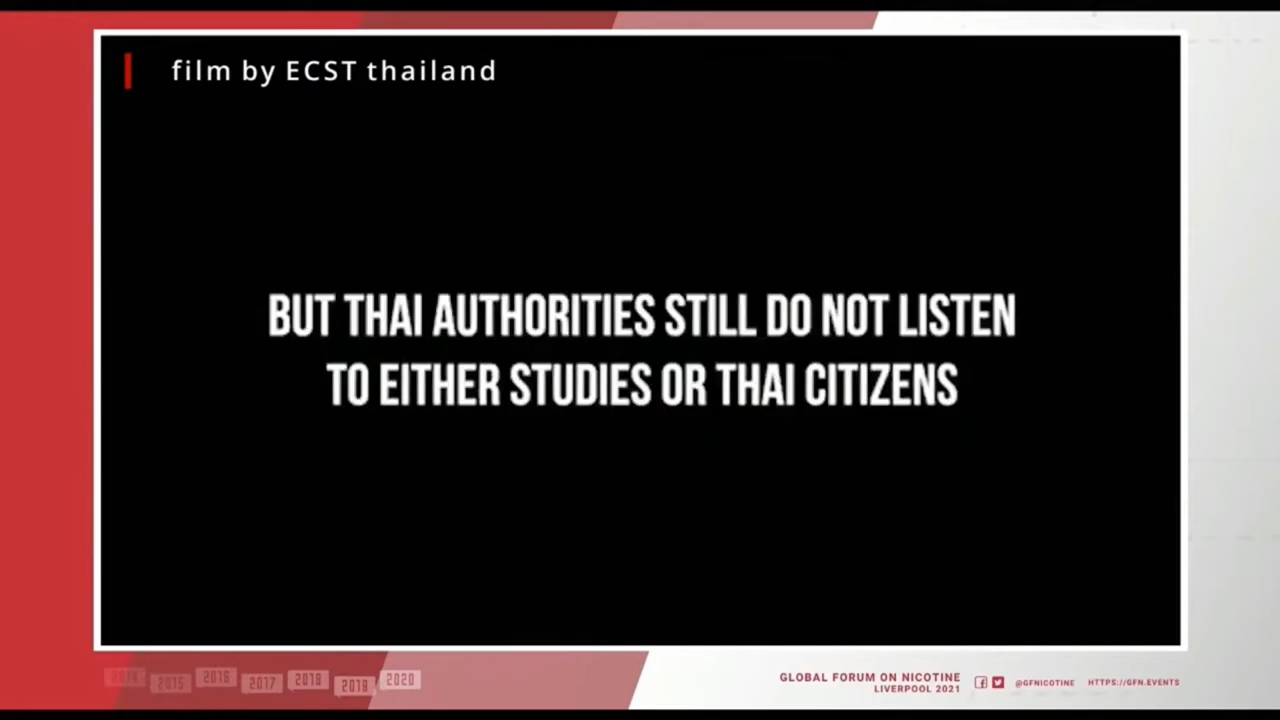 film by ECST thailand
BUT THAI AUTHORITIES STILL DO NOT LISTEN
TO EITHER STUDIES OR THAI CITIZENS
2015
2016
2017
2018
2019
2020
GLOBAL FORUM ON NICOTINE
LIVERPOOL 2021
@GFNICOTINE
HTTPS://GFN.EVENTS